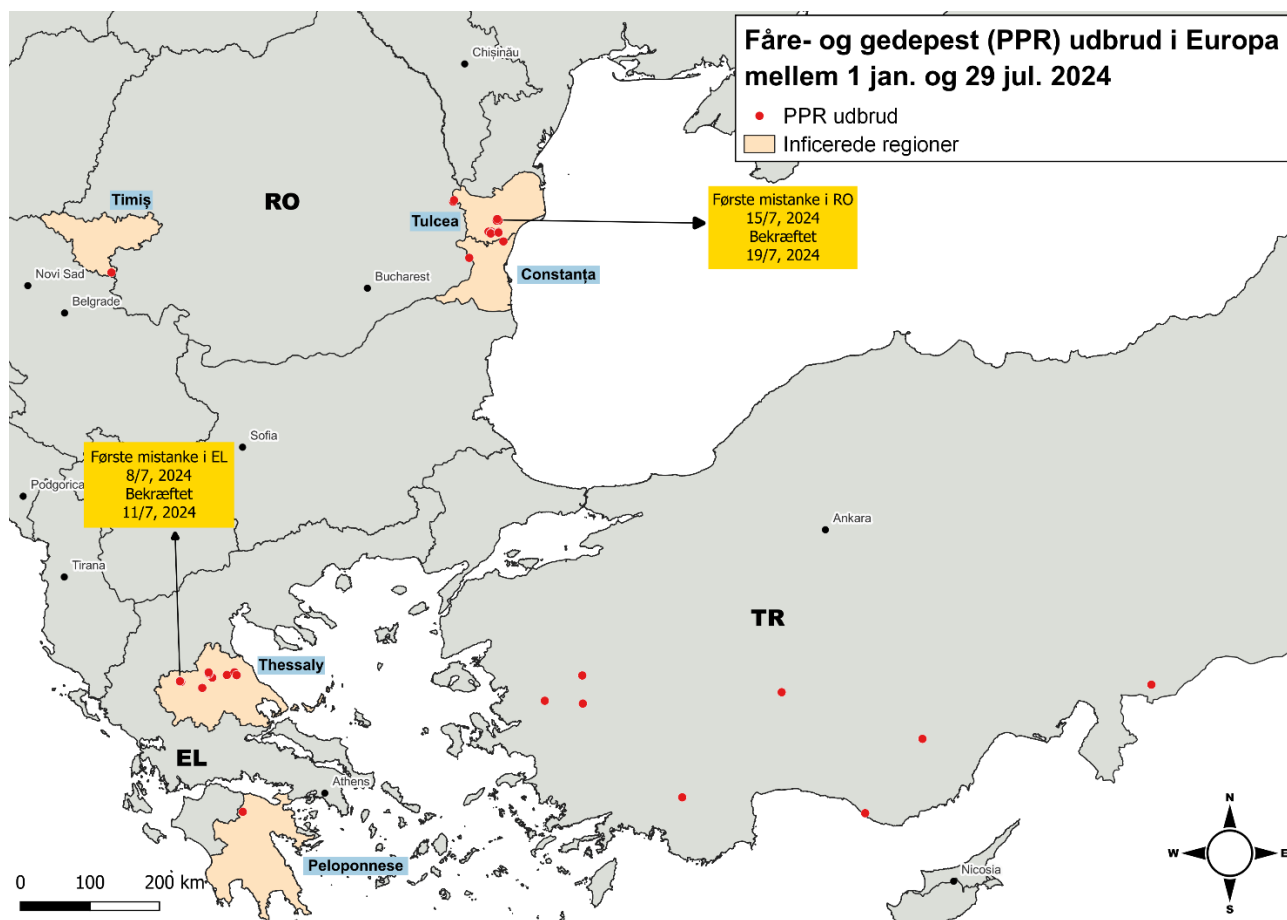 Fåre- og gedepest (PPR) udbrud i Europa
mellem 1 jan. og 29 jul. 2024
PPR udbrud
Inficerede regioner
Chișinău
Timiș
RO
Tulcea
Første mistanke i RO
15/7, 2024
Bekræftet
19/7, 2024
Novi Sad
Bucharest
Constanța
Belgrade
Sofia
Første mistanke i EL
8/7, 2024
Bekræftet
11/7, 2024
Podgorica
Ankara
Tirana
TR
Thessaly
EL
Athens
Peloponnese
Nicosia
N
W
E
S
0 100 200 km